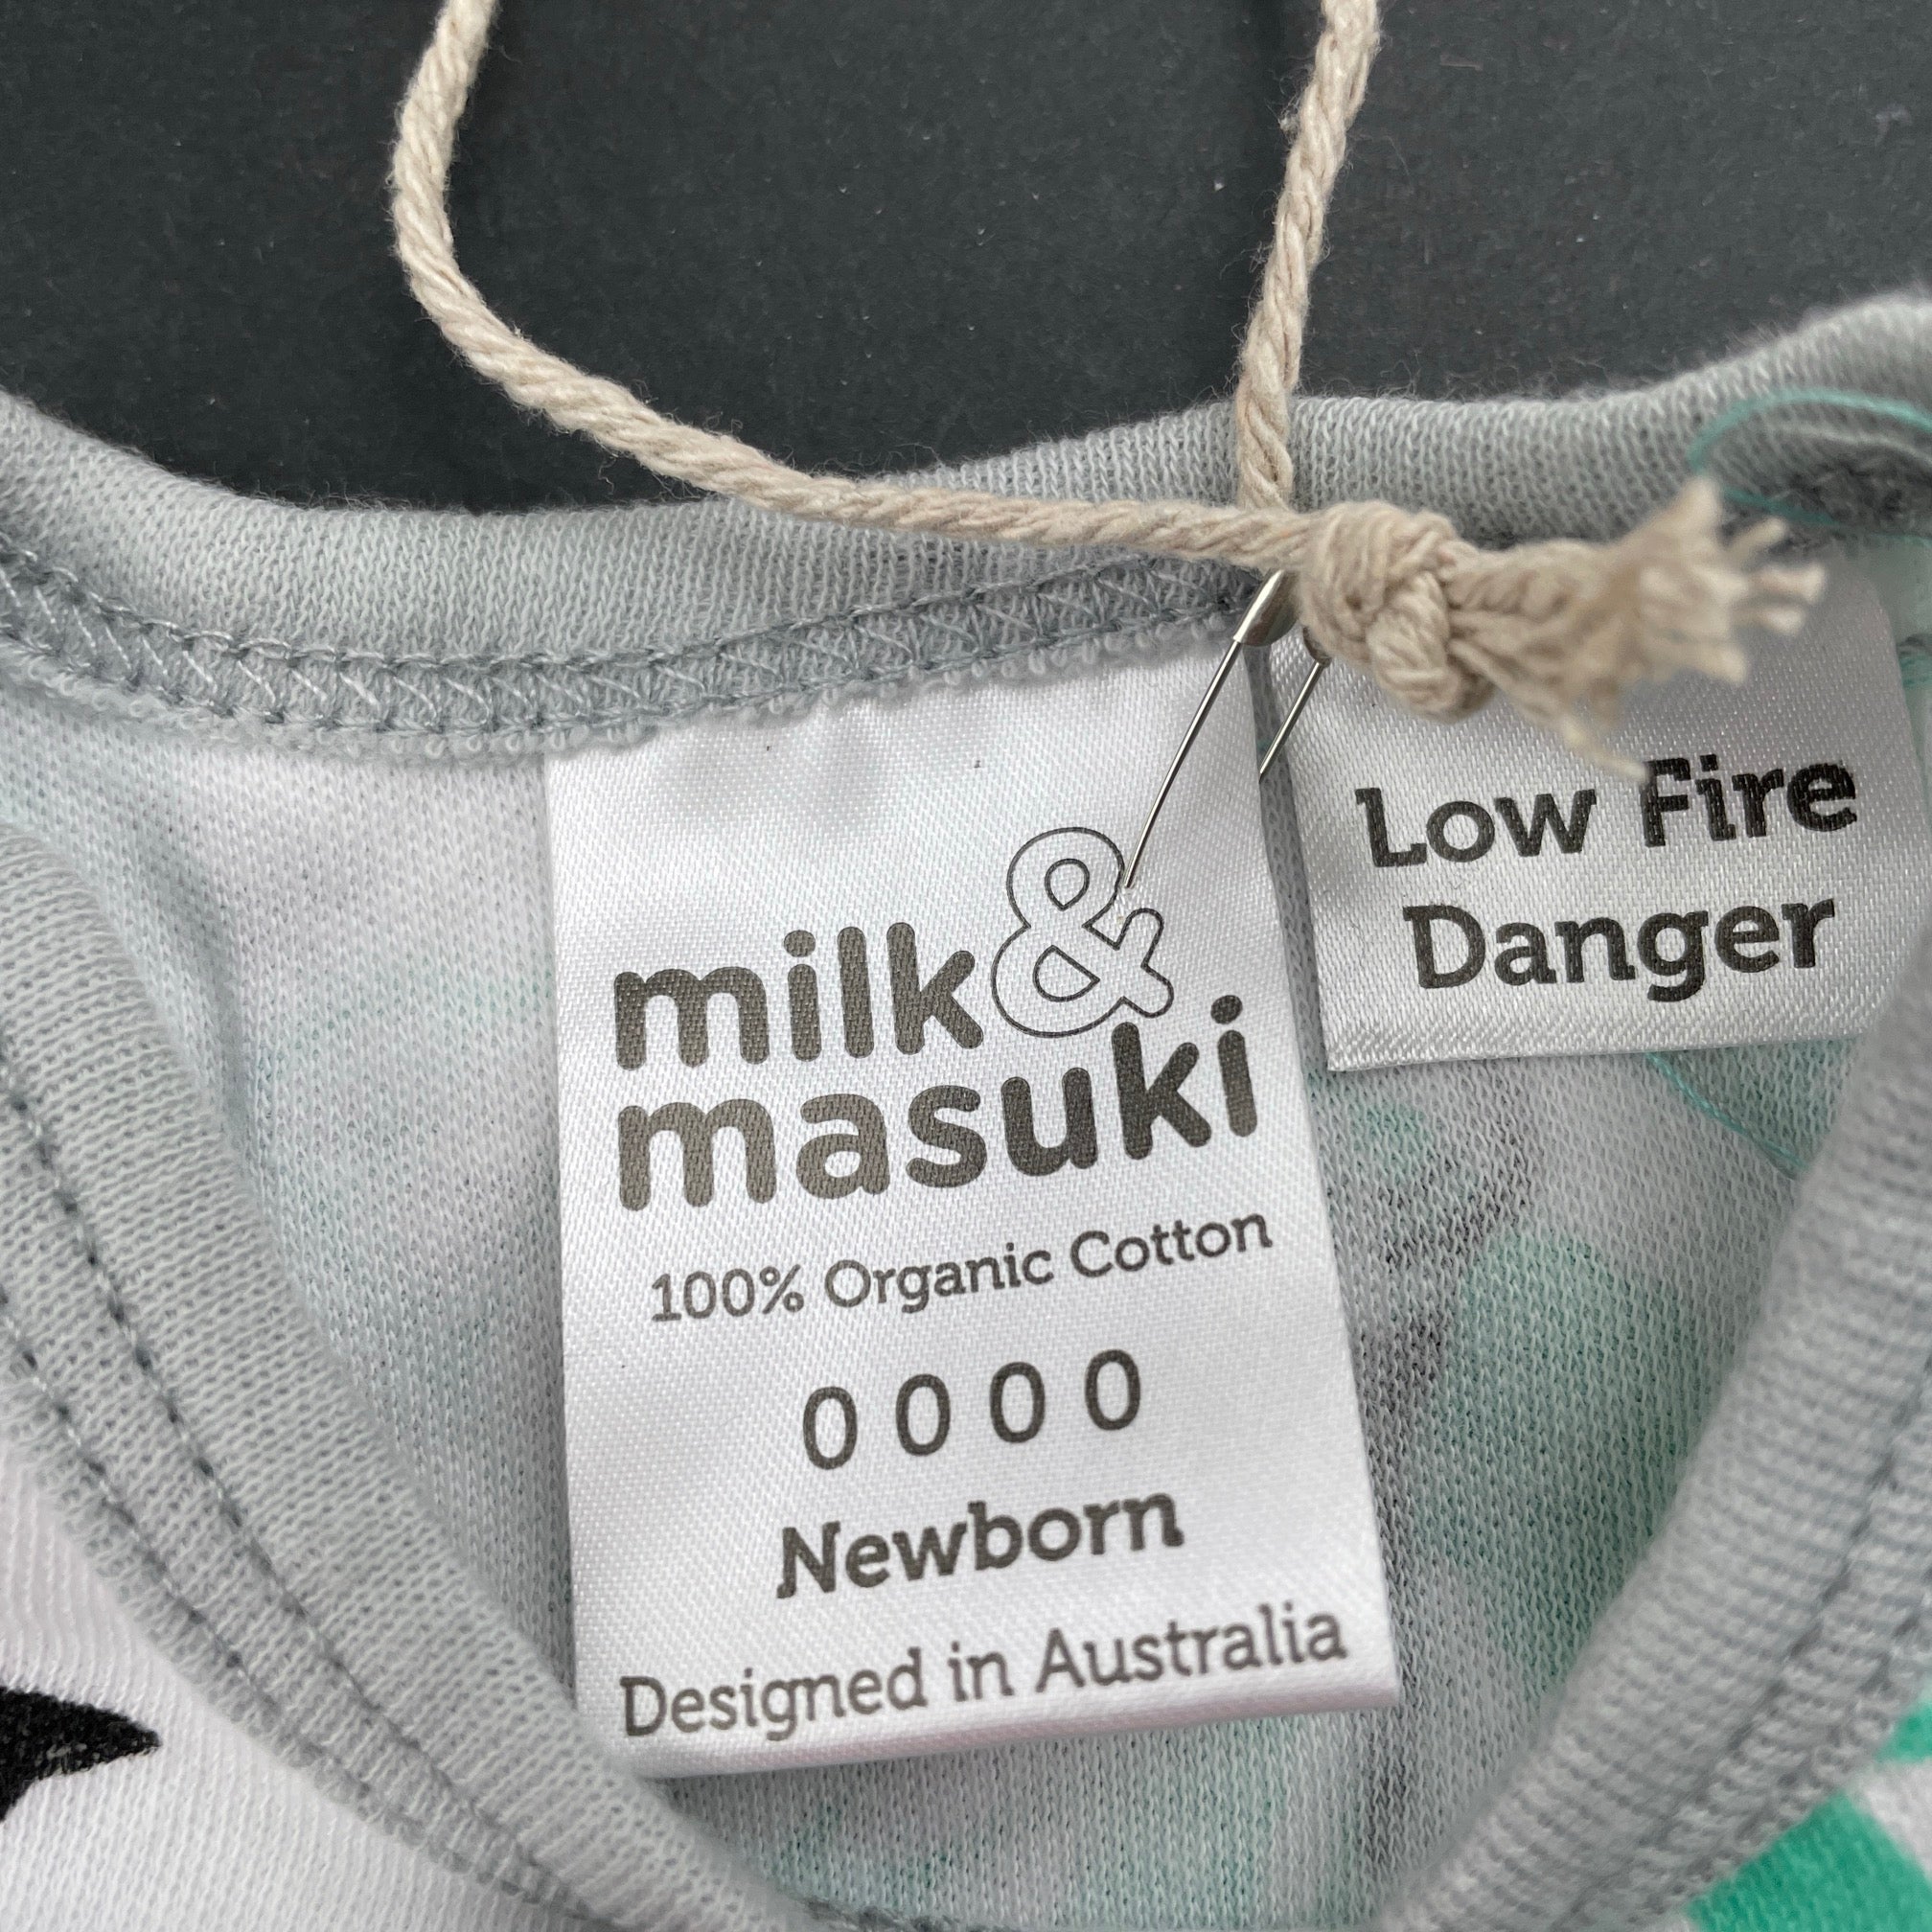 milk&
masuki
100% Organic Cotton
0000
Newborn
Designed in Australia
Low Fire
Danger